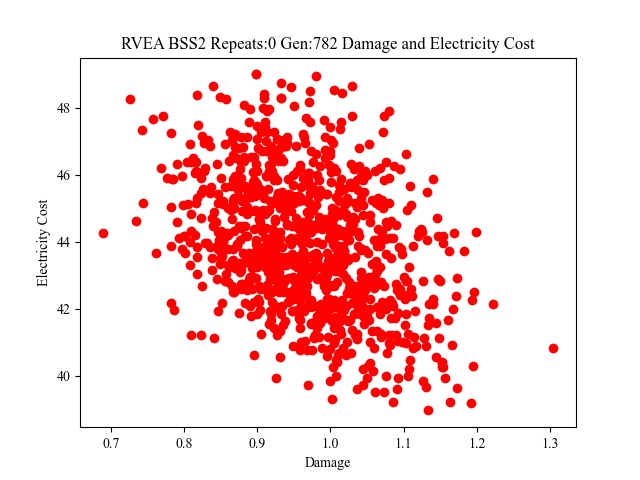 RVEA BSS2 Repeats:0 Gen:782 Damage and Electricity Cost
48
46
44
42
40
Electricity Cost
0.7 0.8 0.9 1.0 1.1 1.2 1.3
Damage